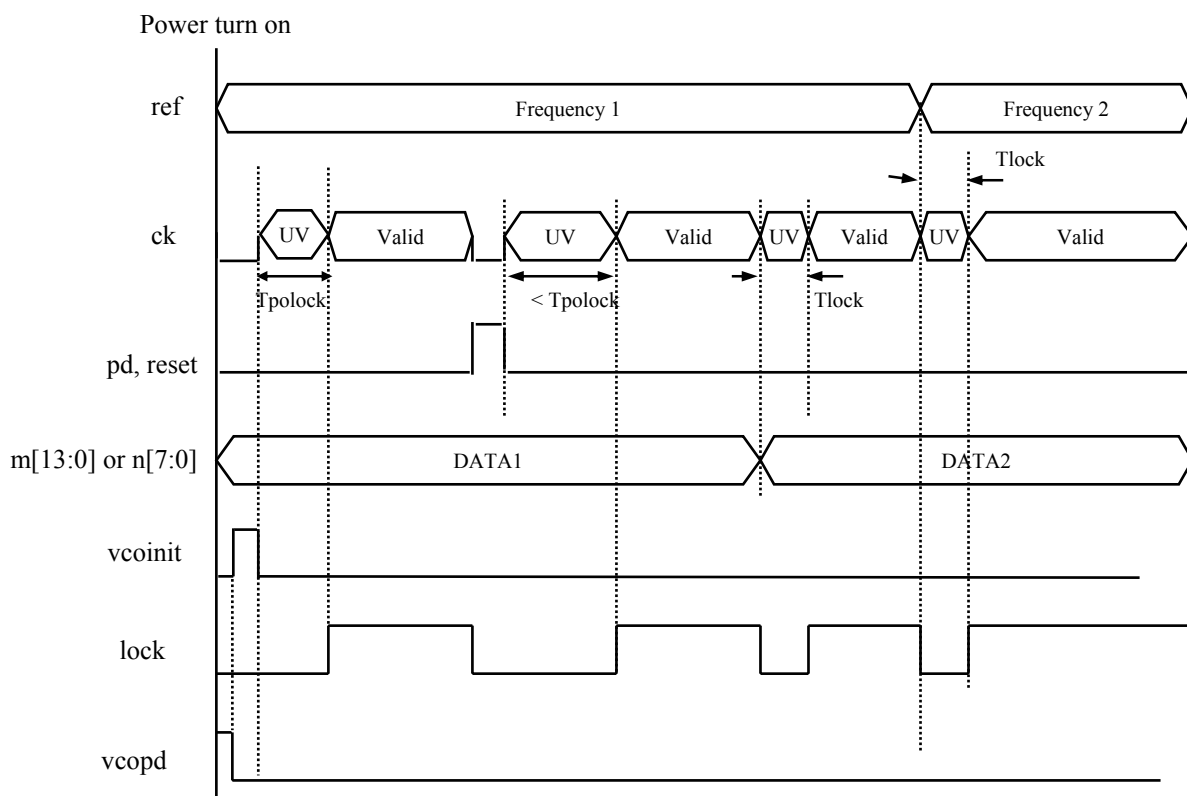 Power turn on
ref
Frequency 1
Frequency 2
Tlock
ck
UV
Valid
UV
Valid
UV
Valid
UV
Valid
Tpolock
< Tpolock
Tlock
pd, reset
m[13:0] or n[7:0]
DATA1
DATA2
vcoinit
lock
vcopd